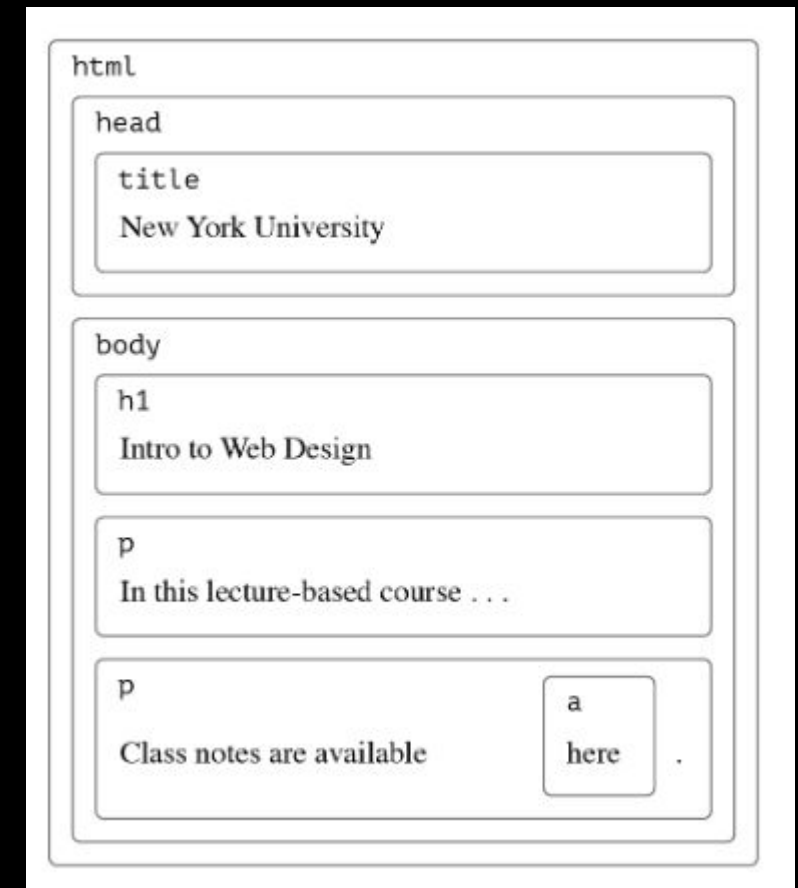 html
head
title
New York University
body
h1
Intro to Web Design
p
In this lecture-based course . . .
p
a
Class notes are available here .